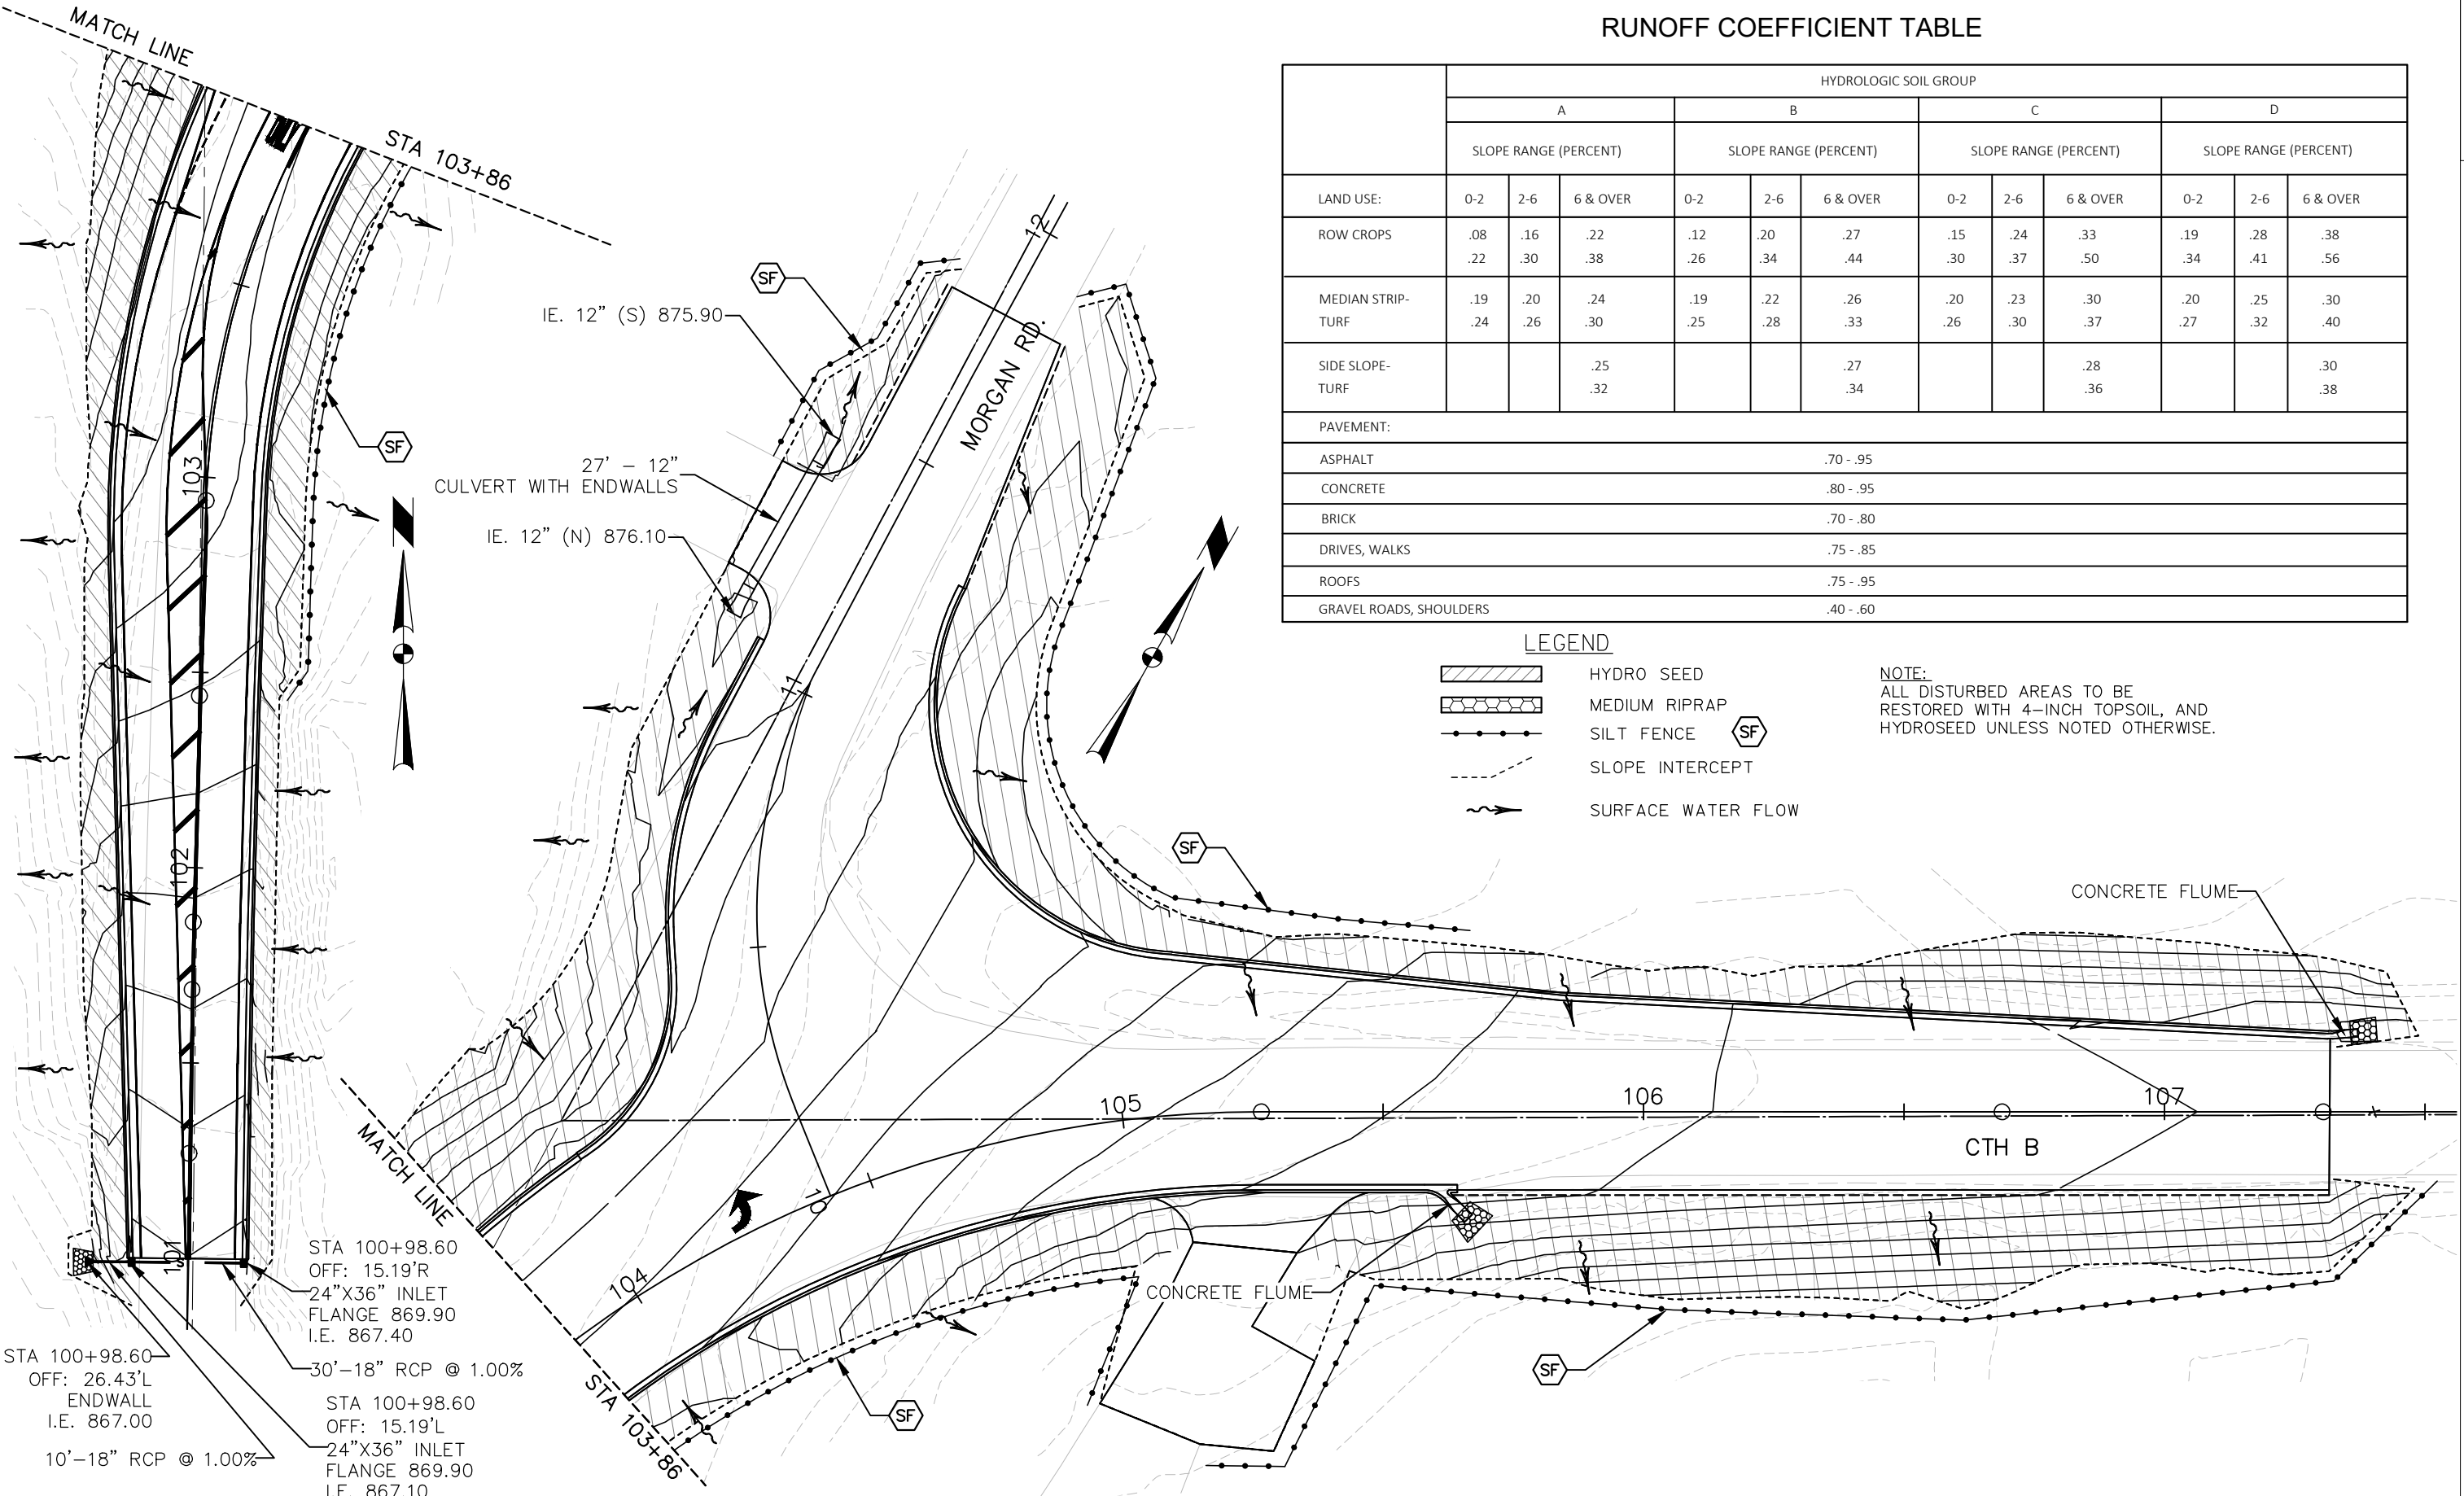 RUNOFF COEFFICIENT TABLE
HYDROLOGIC SOIL GROUP
A B C D
SLOPE RANGE (PERCENT) SLOPE RANGE (PERCENT) SLOPE RANGE (PERCENT) SLOPE RANGE (PERCENT)
LAND USE: 0-2 2-6 6 & OVER 0-2 2-6 6 & OVER 0-2 2-6 6 & OVER 0-2 2-6 6 & OVER
ROW CROPS .08 .16 .22 .12 .20 .27 .15 .24 .33 .19 .28 .38
.22 .30 .38 .26 .34 .44 .30 .37 .50 .34 .41 .56
MEDIAN STRIP- .19 .20 .24 .19 .22 .26 .20 .23 .30 .20 .25 .30
TURF .24 .26 .30 .25 .28 .33 .26 .30 .37 .27 .32 .40
SIDE SLOPE- .25 .27 .28 .30
TURF .32 .34 .36 .38
PAVEMENT:
ASPHALT .70 - .95
CONCRETE .80 - .95
BRICK .70 - .80
DRIVES, WALKS .75 - .85
ROOFS .75 - .95
GRAVEL ROADS, SHOULDERS .40 - .60
LEGEND
HYDRO SEED
MEDIUM RIPRAP
SILT FENCE SF
SLOPE INTERCEPT
SURFACE WATER FLOW
NOTE:
ALL DISTURBED AREAS TO BE
RESTORED WITH 4-INCH TOPSOIL, AND
HYDROSEED UNLESS NOTED OTHERWISE.
MATCH LINE
STA 103+86
SF
103
102
101
STA 100+98.60
OFF: 15.19'R
24"X36" INLET
FLANGE 869.90
I.E. 867.40
30'-18" RCP @ 1.00%
STA 100+98.60
OFF: 26.43'L
ENDWALL
I.E. 867.00
10'-18" RCP @ 1.00%
STA 100+98.60
OFF: 15.19'L
24"X36" INLET
FLANGE 869.90
I.E. 867.10
SF
IE. 12" (S) 875.90
27' - 12"
CULVERT WITH ENDWALLS
IE. 12" (N) 876.10
12
MORGAN RD.
11
10
SF
CONCRETE FLUME
104
105
106
107
CTH B
MATCH LINE
STA 103+86
CONCRETE FLUME
SF
SF